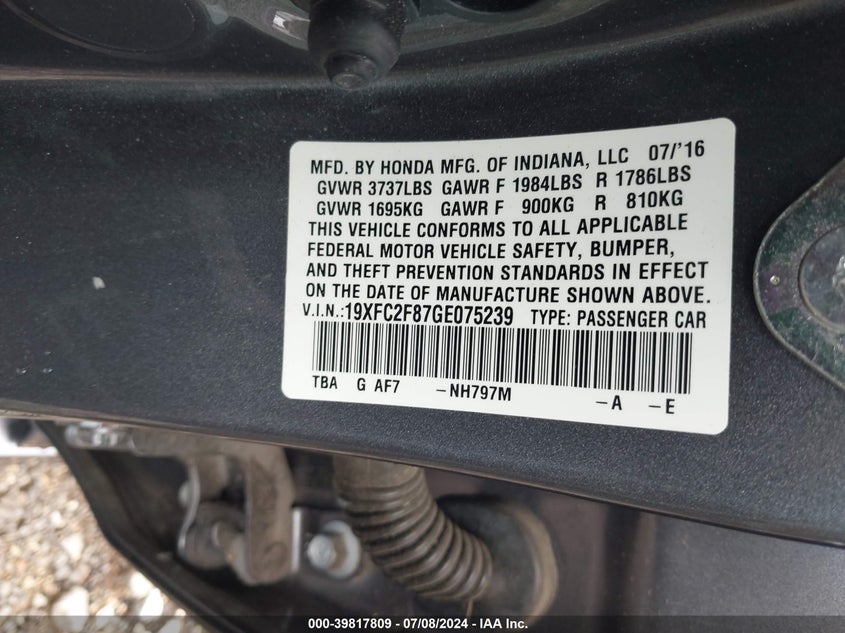 MFD. BY HONDA MFG. OF INDIANA, LLC 07/'16
GVWR 3737LBS GAWR F 1984LBS R 1786LBS
GVWR 1695KG GAWR F 900KG R 810KG
THIS VEHICLE CONFORMS TO ALL APPLICABLE
FEDERAL MOTOR VEHICLE SAFETY, BUMPER,
AND THEFT PREVENTION STANDARDS IN EFFECT
ON THE DATE OF MANUFACTURE SHOWN ABOVE.
V.I.N.:19XFC2F87GE075239 TYPE: PASSENGER CAR
TBA G AF7 -NH797M -A -E
000-39817809 - 07/08/2024 - IAA Inc.